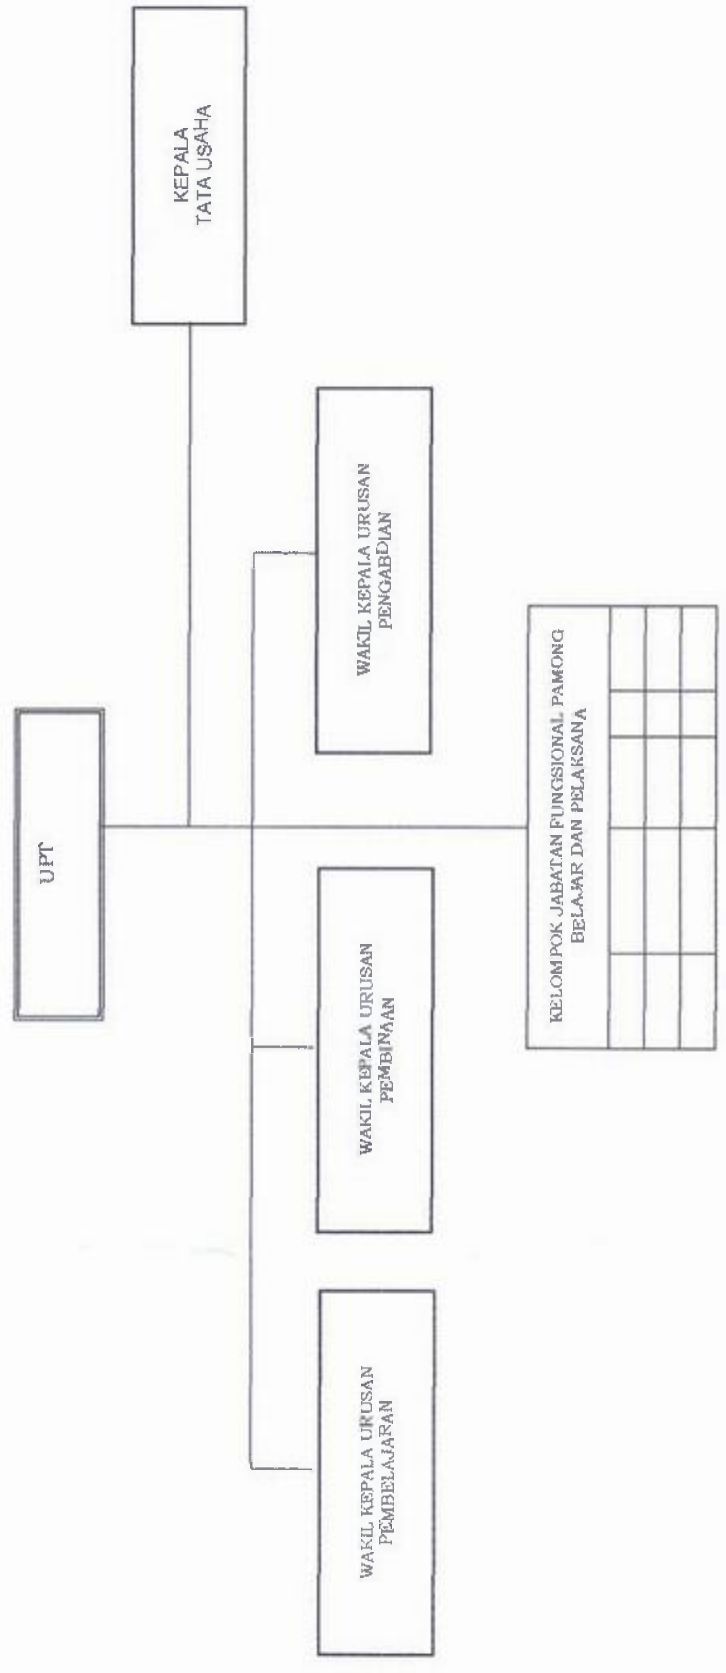 UPT
KEPALA
TATA USAHA
WAKIL KEPALA URUSAN
PEMBELAJARAN
WAKIL KEPALA URUSAN
PEMBINAAN
WAKIL KEPALA URUSAN
PENGABDIAN
KELOMPOK JABATAN FUNGSIONAL PAMONG
BELAJAR DAN PELAKSANA